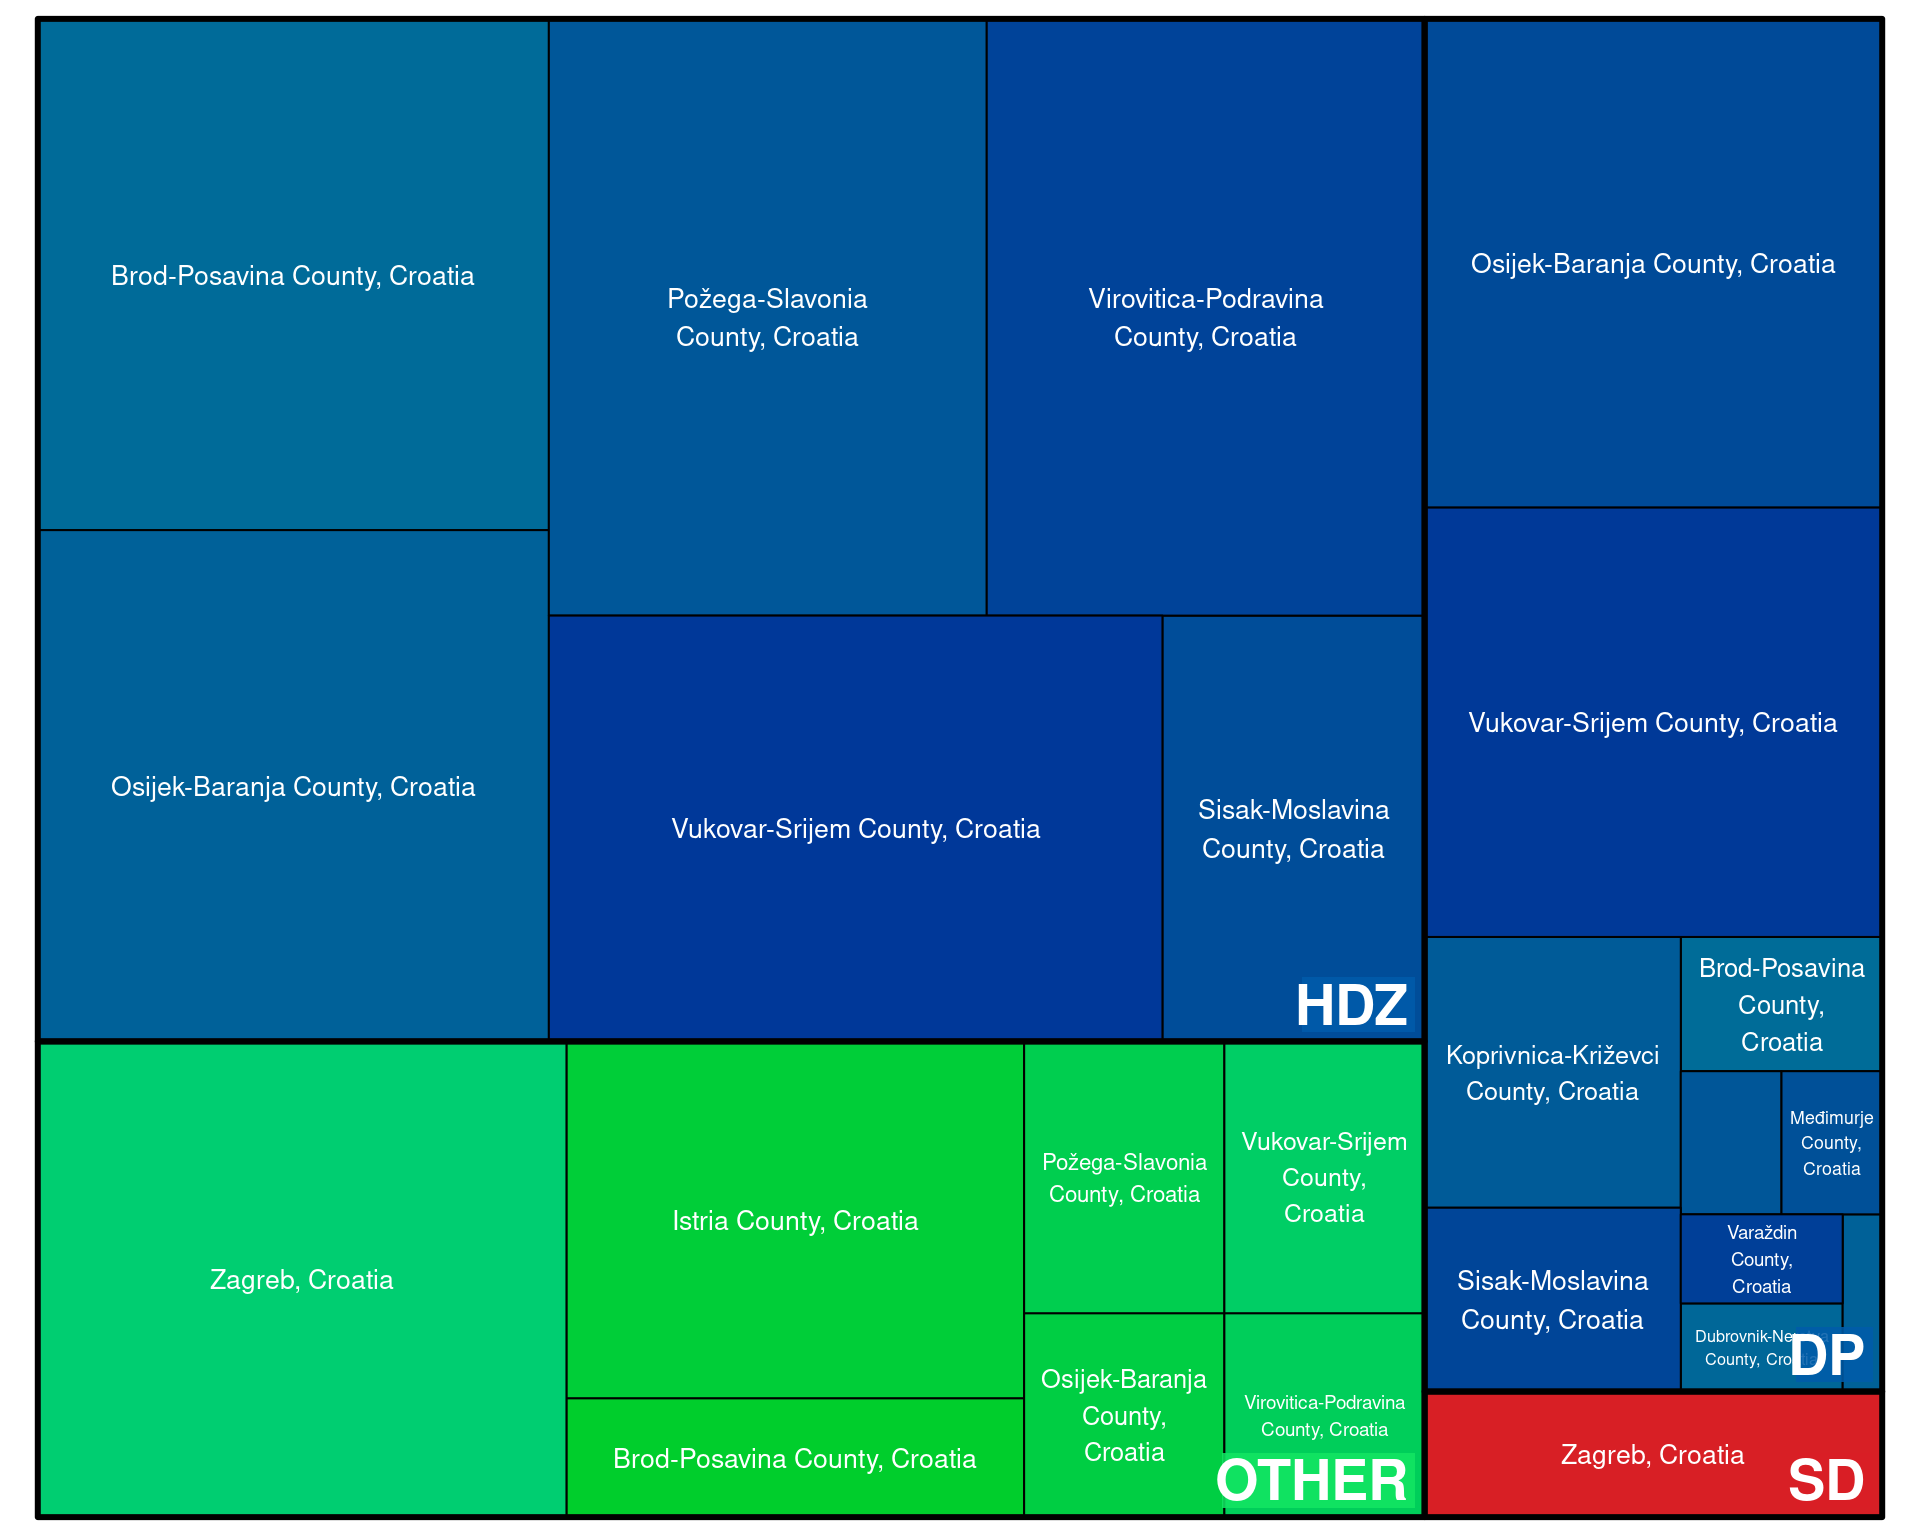 Brod-Posavina County, Croatia
Požega-Slavonia
County, Croatia
Virovitica-Podravina
County, Croatia
Osijek-Baranja County, Croatia
Vukovar-Srijem County, Croatia
Sisak-Moslavina
County, Croatia
HDZ
Osijek-Baranja County, Croatia
Vukovar-Srijem County, Croatia
Koprivnica-Križevci
County, Croatia
Brod-Posavina
County,
Croatia
Međimurje
County,
Croatia
Sisak-Moslavina
County, Croatia
Varaždin
County,
Croatia
Dubrovnik-
County,
DP
Zagreb, Croatia
Istria County, Croatia
Brod-Posavina County, Croatia
Požega-Slavonia
County, Croatia
Vukovar-Srijem
County,
Croatia
Osijek-Baranja
County,
Croatia
Virovitica-Podravina
County, Croatia
OTHER
Zagreb, Croatia
SD